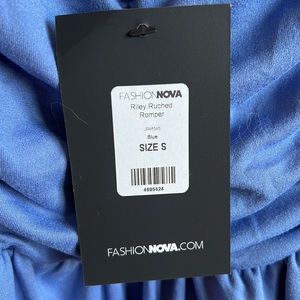 FASHIONNOVA
Riley Ruched
Romper
Blue
SIZE S
4695424
FASHIONNOVA.COM